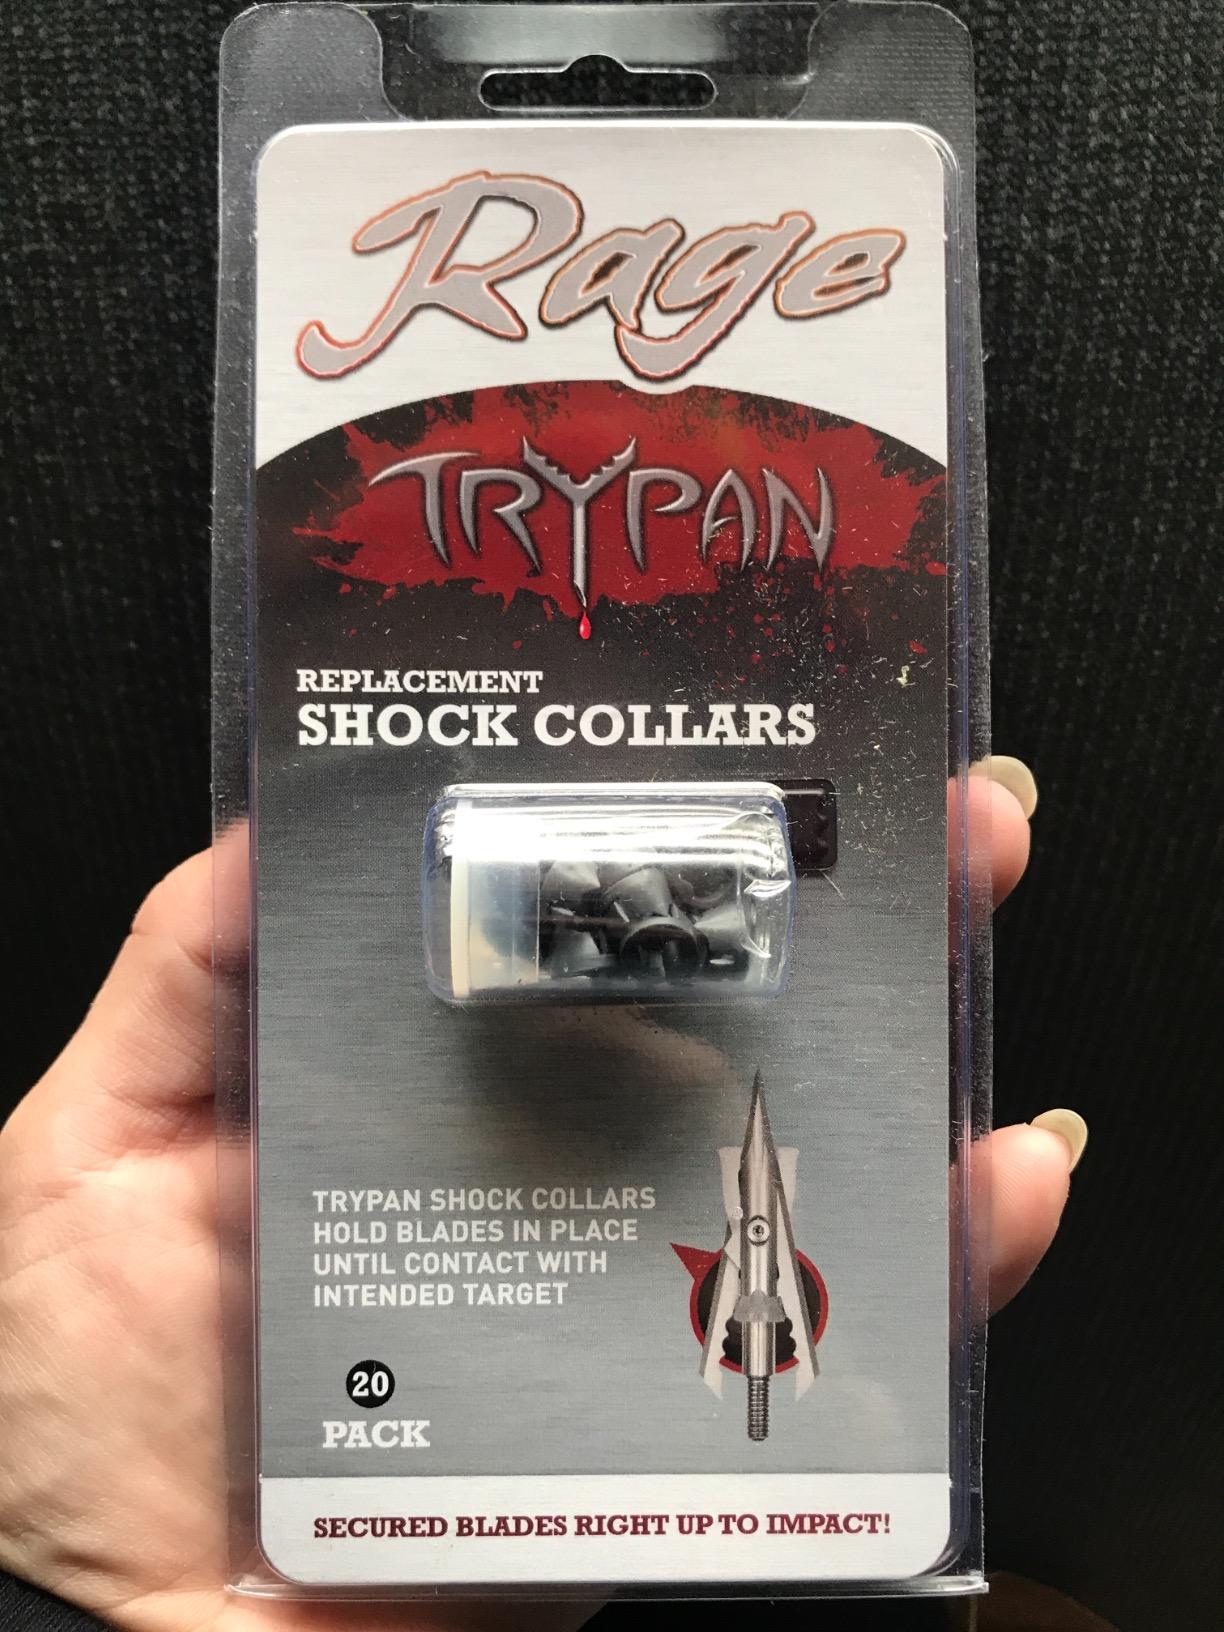 Rage
TRYPAN
REPLACEMENT
SHOCK COLLARS
TRYPAN SHOCK COLLARS
HOLD BLADES IN PLACE
UNTIL CONTACT WITH
INTENDED TARGET
20
PACK
SECURED BLADES RIGHT UP TO IMPACT!